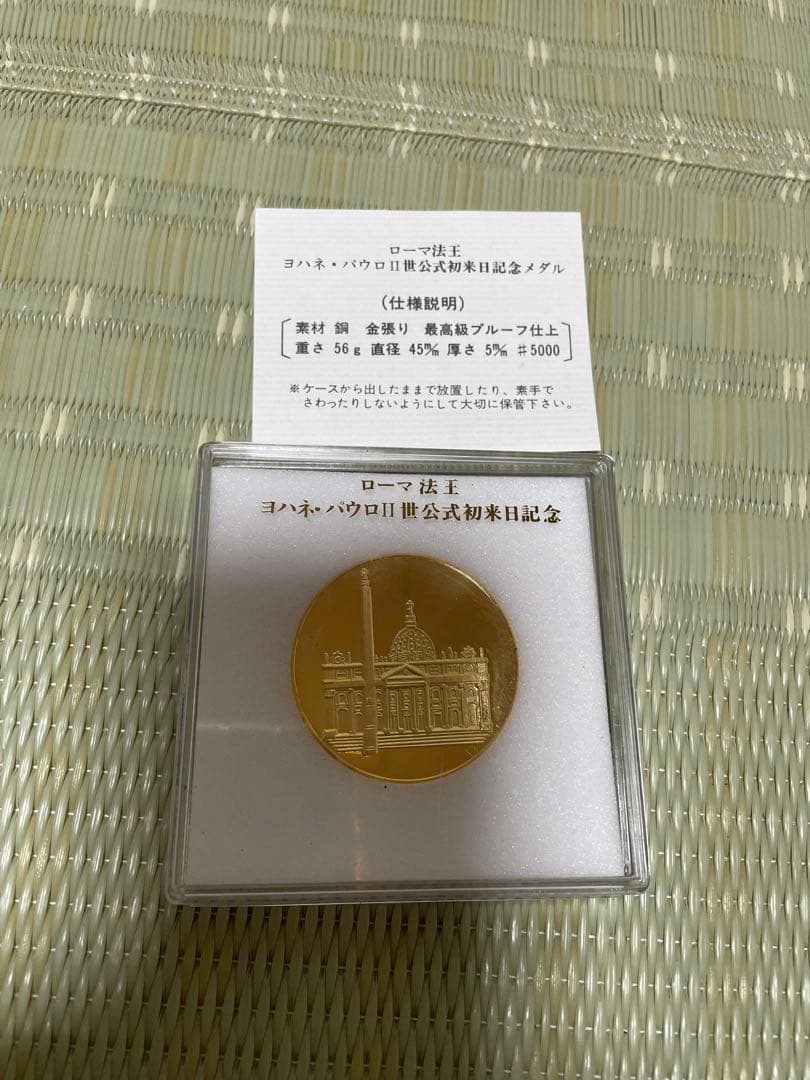 ローマ法王
ヨハネ・パウロII世公式初来日記念メダル
(仕様説明)
素材 銅 金張り 最高級プルーフ仕上
重さ 56g 直径 45m/m 厚さ 5m/m #5000
※ケースから出したままで放置したり、素手で
さわったりしないようにして大切に保管下さい。
ローマ法王
ヨハネ・パウロII世公式初来日記念